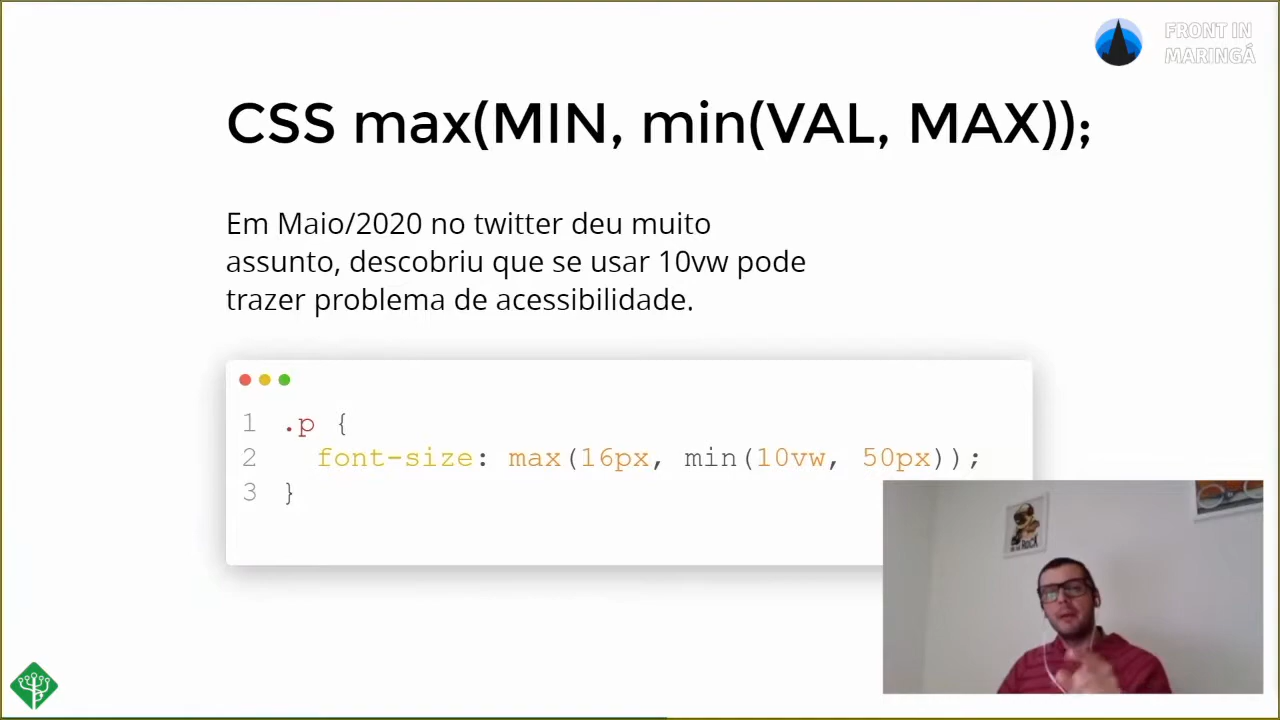 FRONT IN
MARINGÁ
CSS max(MIN, min(VAL, MAX));
Em Maio/2020 no twitter deu muito
assunto, descobriu que se usar 10vw pode
trazer problema de acessibilidade.
1 .p {
2 font-size: max(16px, min(10vw, 50px));
3 }
ROCK